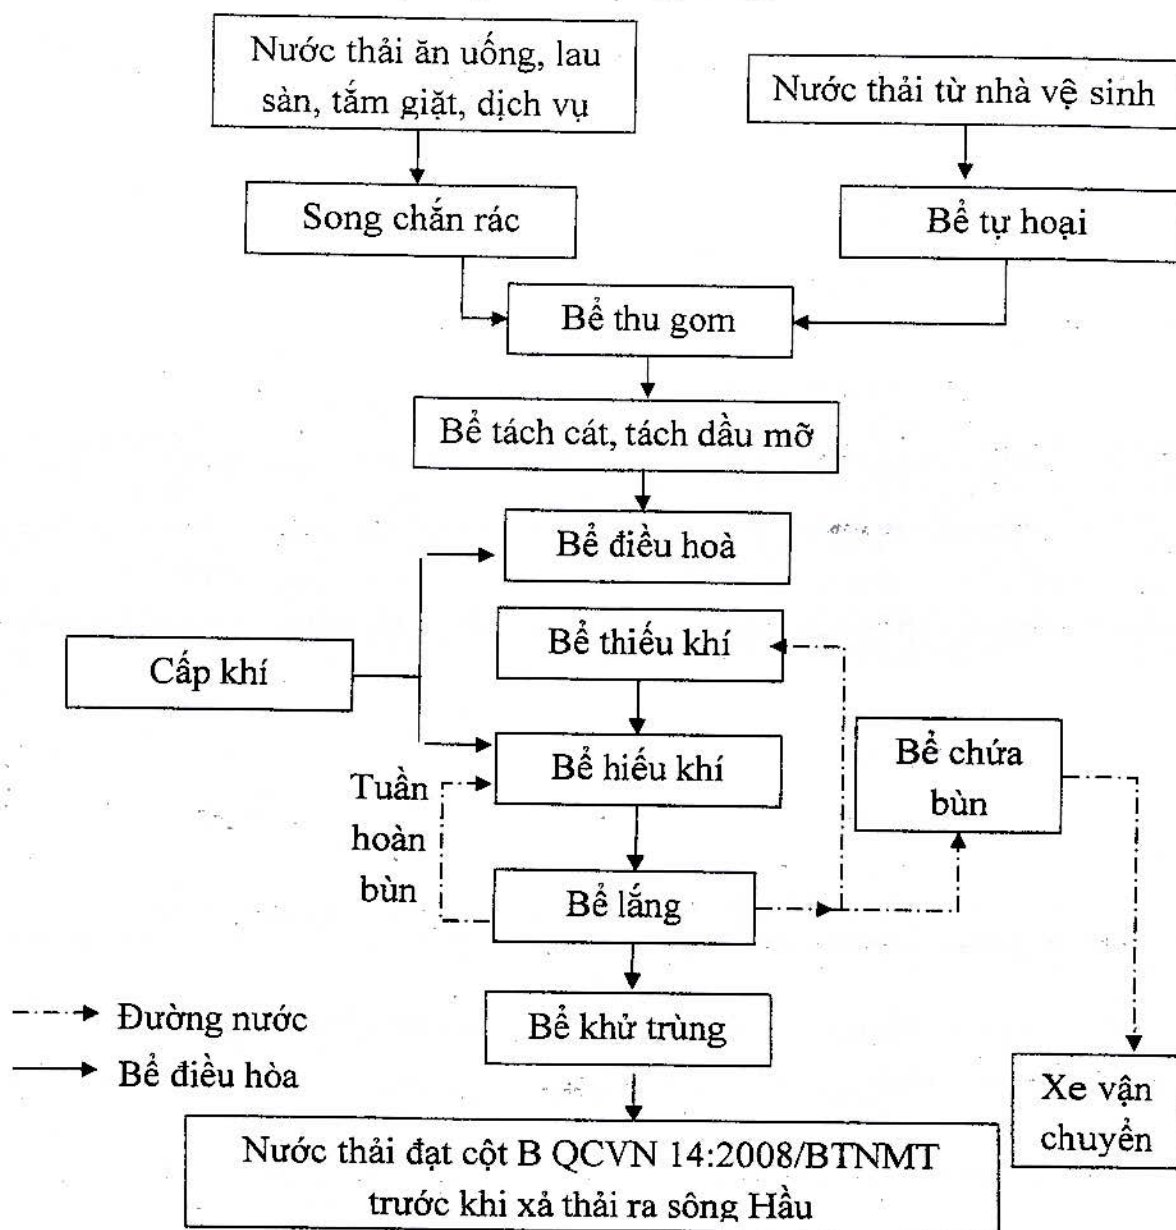 Nước thải ăn uống, lau
sàn, tắm giặt, dịch vụ
Nước thải từ nhà vệ sinh
Song chắn rác
Bể tự hoại
Bể thu gom
Bể tách cát, tách dầu mỡ
Bể điều hoà
Bể thiếu khí
Cấp khí
Bể hiếu khí
Bể chứa
bùn
Tuần
hoàn
bùn
Bể lắng
Bể khử trùng
Đường nước
Bể điều hòa
Xe vận
chuyển
Nước thải đạt cột B QCVN 14:2008/BTNMT
trước khi xả thải ra sông Hầu